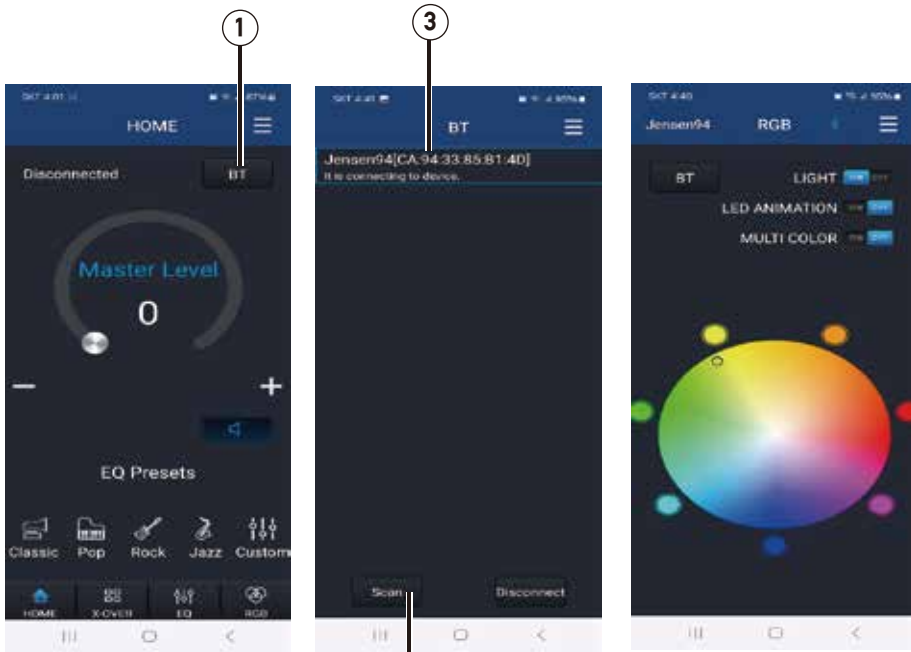 1
3
HOME
Disconnected
BT
Master Level
0
EQ Presets
Classic
Pop
Rock
Jazz
Custom
HOME
X-OVER
EQ
RGB
BT
Jensen94[CA:94:33:85:B1:4D]
It is connecting to device.
Scan
Disconnect
Jensen94
RGB
BT
LIGHT
LED ANIMATION
MULTI COLOR